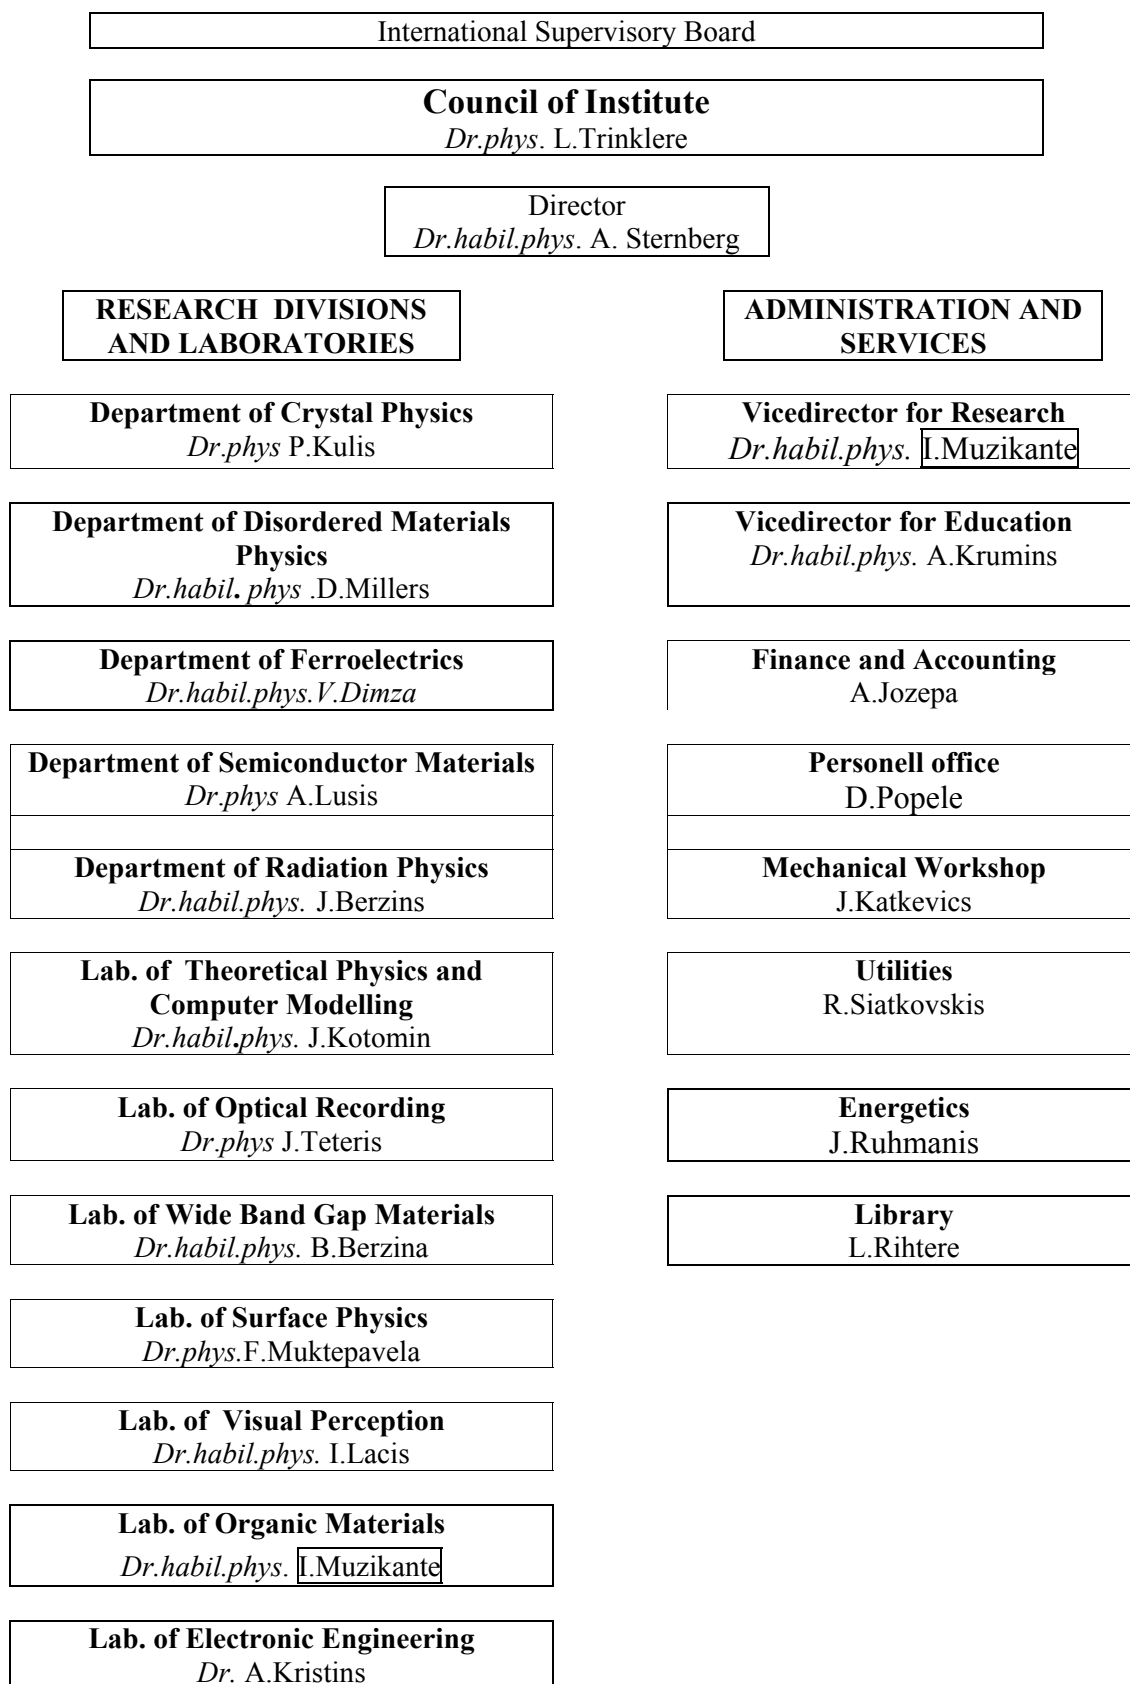 International Supervisory Board
Council of Institute
Dr.phys. L.Trinklere
Director
Dr.habil.phys. A. Sternberg
RESEARCH DIVISIONS
AND LABORATORIES
Department of Crystal Physics
Dr.phys P.Kulis
Department of Disordered Materials
Physics
Dr.habil. phys .D.Millers
Department of Ferroelectrics
Dr.habil.phys.V.Dimza
Department of Semiconductor Materials
Dr.phys A.Lusis
Department of Radiation Physics
Dr.habil.phys. J.Berzins
Lab. of Theoretical Physics and
Computer Modelling
Dr.habil.phys. J.Kotomin
Lab. of Optical Recording
Dr.phys J.Teteris
Lab. of Wide Band Gap Materials
Dr.habil.phys. B.Berzina
Lab. of Surface Physics
Dr.phys.F.Muktepavela
Lab. of Visual Perception
Dr.habil.phys. I.Lacis
Lab. of Organic Materials
Dr.habil.phys. I.Muzikante
Lab. of Electronic Engineering
Dr. A.Kristins
ADMINISTRATION AND
SERVICES
Vicedirector for Research
Dr.habil.phys. I.Muzikante
Vicedirector for Education
Dr.habil.phys. A.Krumins
Finance and Accounting
A.Jozepa
Personell office
D.Popele
Mechanical Workshop
J.Katkevics
Utilities
R.Siatkovskis
Energetics
J.Ruhmanis
Library
L.Rihtere